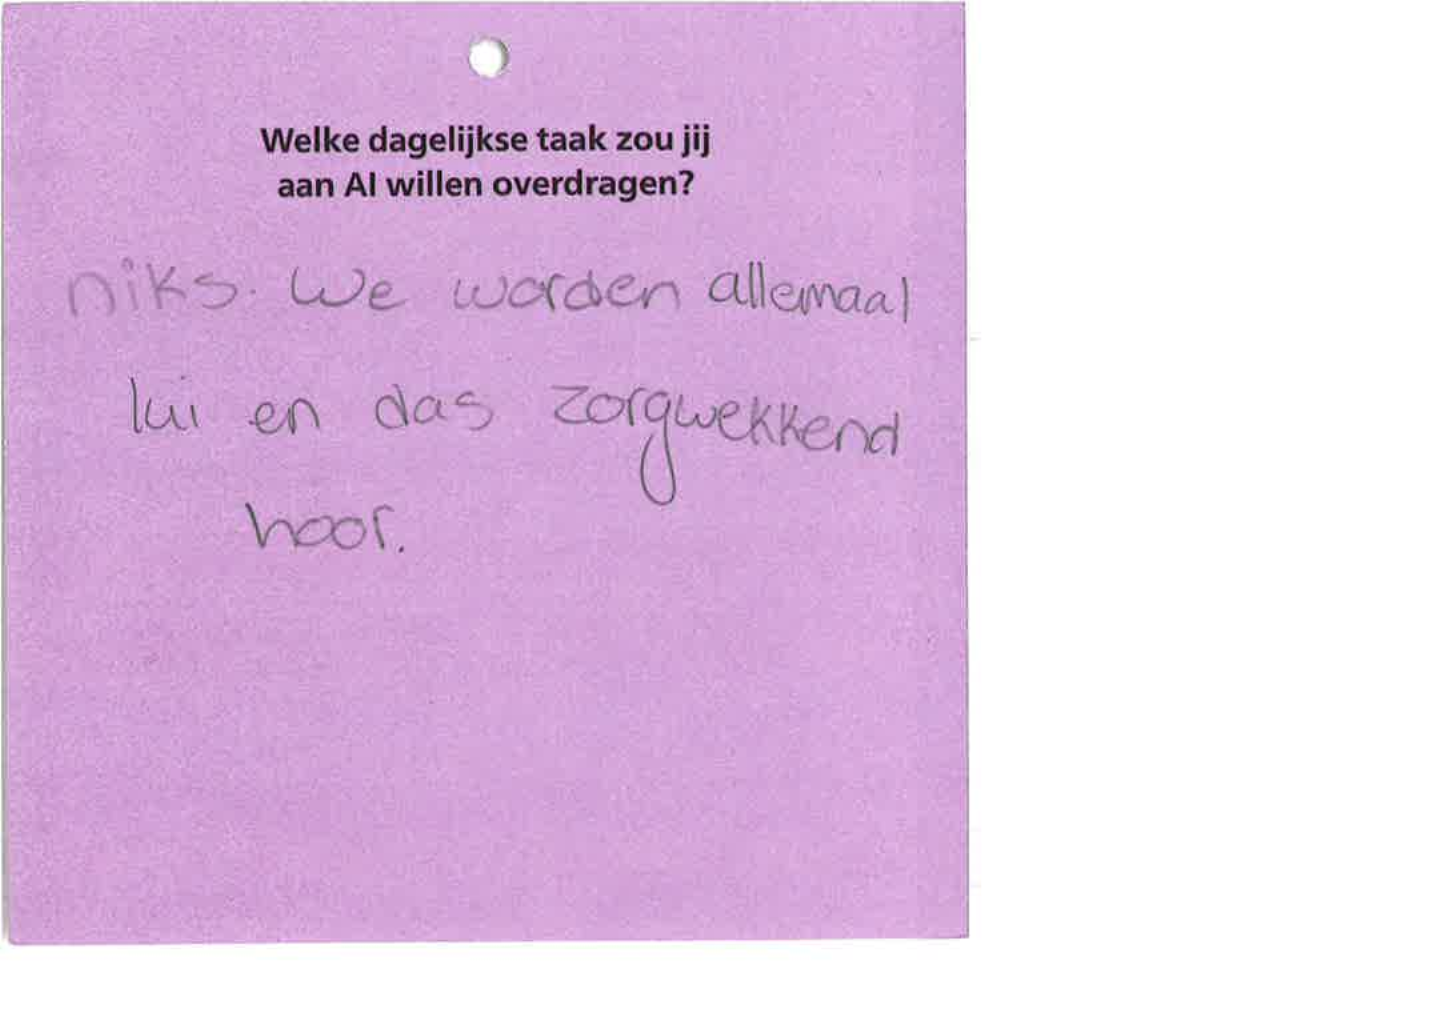 Welke dagelijkse taak zou jij
aan AI willen overdragen?
niks. We worden allemaal
lui en das zorgwekkend
hoor.